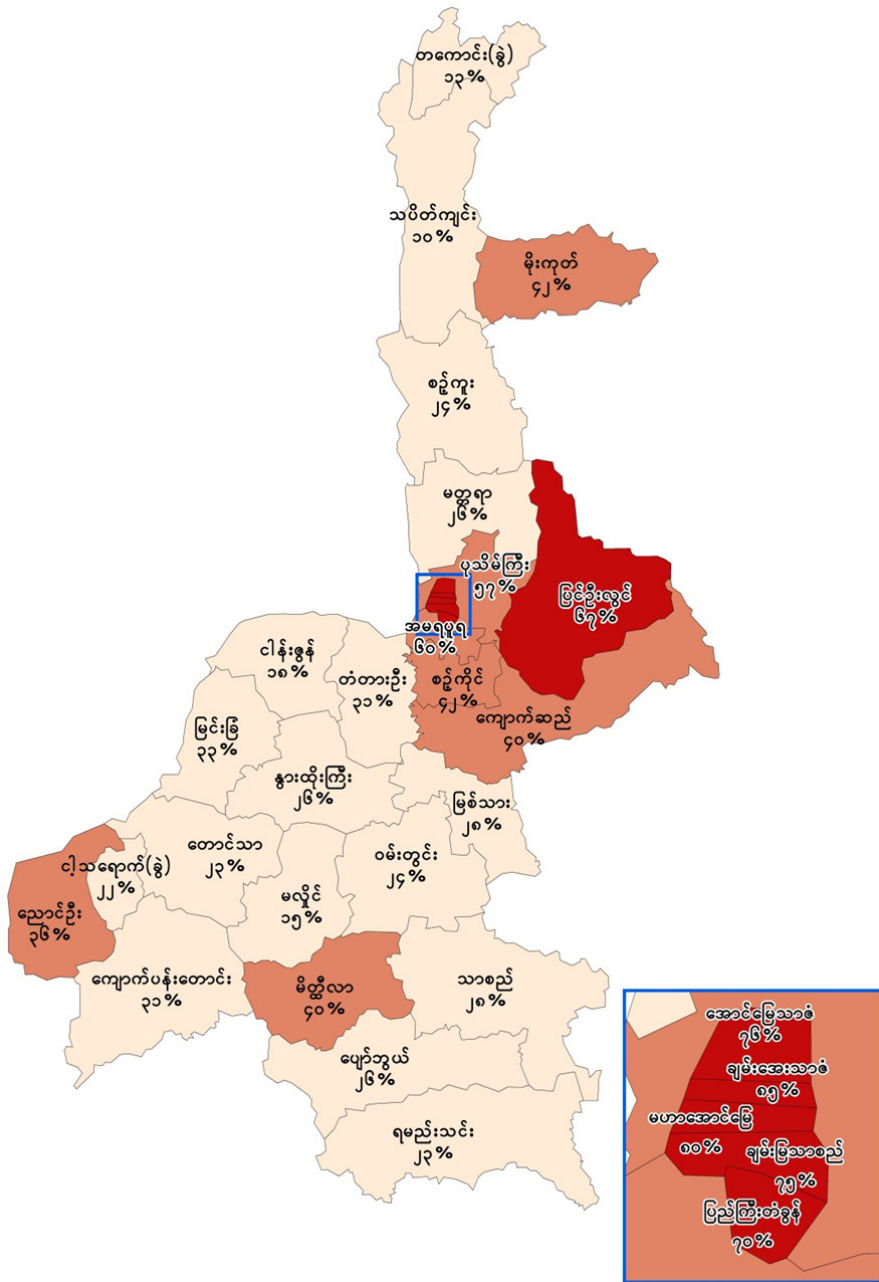 တကောင်း(ခွဲ)
၁၃%
သပိတ်ကျင်း
၁၀%
မိုးကုတ်
၄၂%
စဉ့်ကူး
၂၄%
မတ္တရာ
၂၆%
ပုသိမ်ကြီး
၅၇%
ပြင်ဦးလွင်
၆၇%
အမရပူရ
၆၀%
ငါန်းဇွန်
၁၈%
တံတားဦး
၃၁%
စဉ့်ကိုင်
၄၂%
ကျောက်ဆည်
၄၀%
မြင်းခြံ
၃၃%
နွားထိုးကြီး
၂၆%
မြစ်သား
၂၈%
တောင်သာ
၂၃%
ဝမ်းတွင်း
၂၄%
ငါ့သရောက်(ခွဲ)
၂၂%
မလှိုင်
၁၅%
ညောင်ဦး
၃၆%
ကျောက်ပန်းတောင်း
၃၁%
မိတ္ထီလာ
၄၀%
သာစည်
၂၈%
ပျော်ဘွယ်
၂၆%
ရမည်းသင်း
၂၃%
အောင်မြေသာဇံ
၇၆%
ချမ်းအေးသာဇံ
၈၅%
မဟာအောင်မြေ
၈၀%
ချမ်းမြသာစည်
၇၅%
ပြည်ကြီးတံခွန်
၇၀%